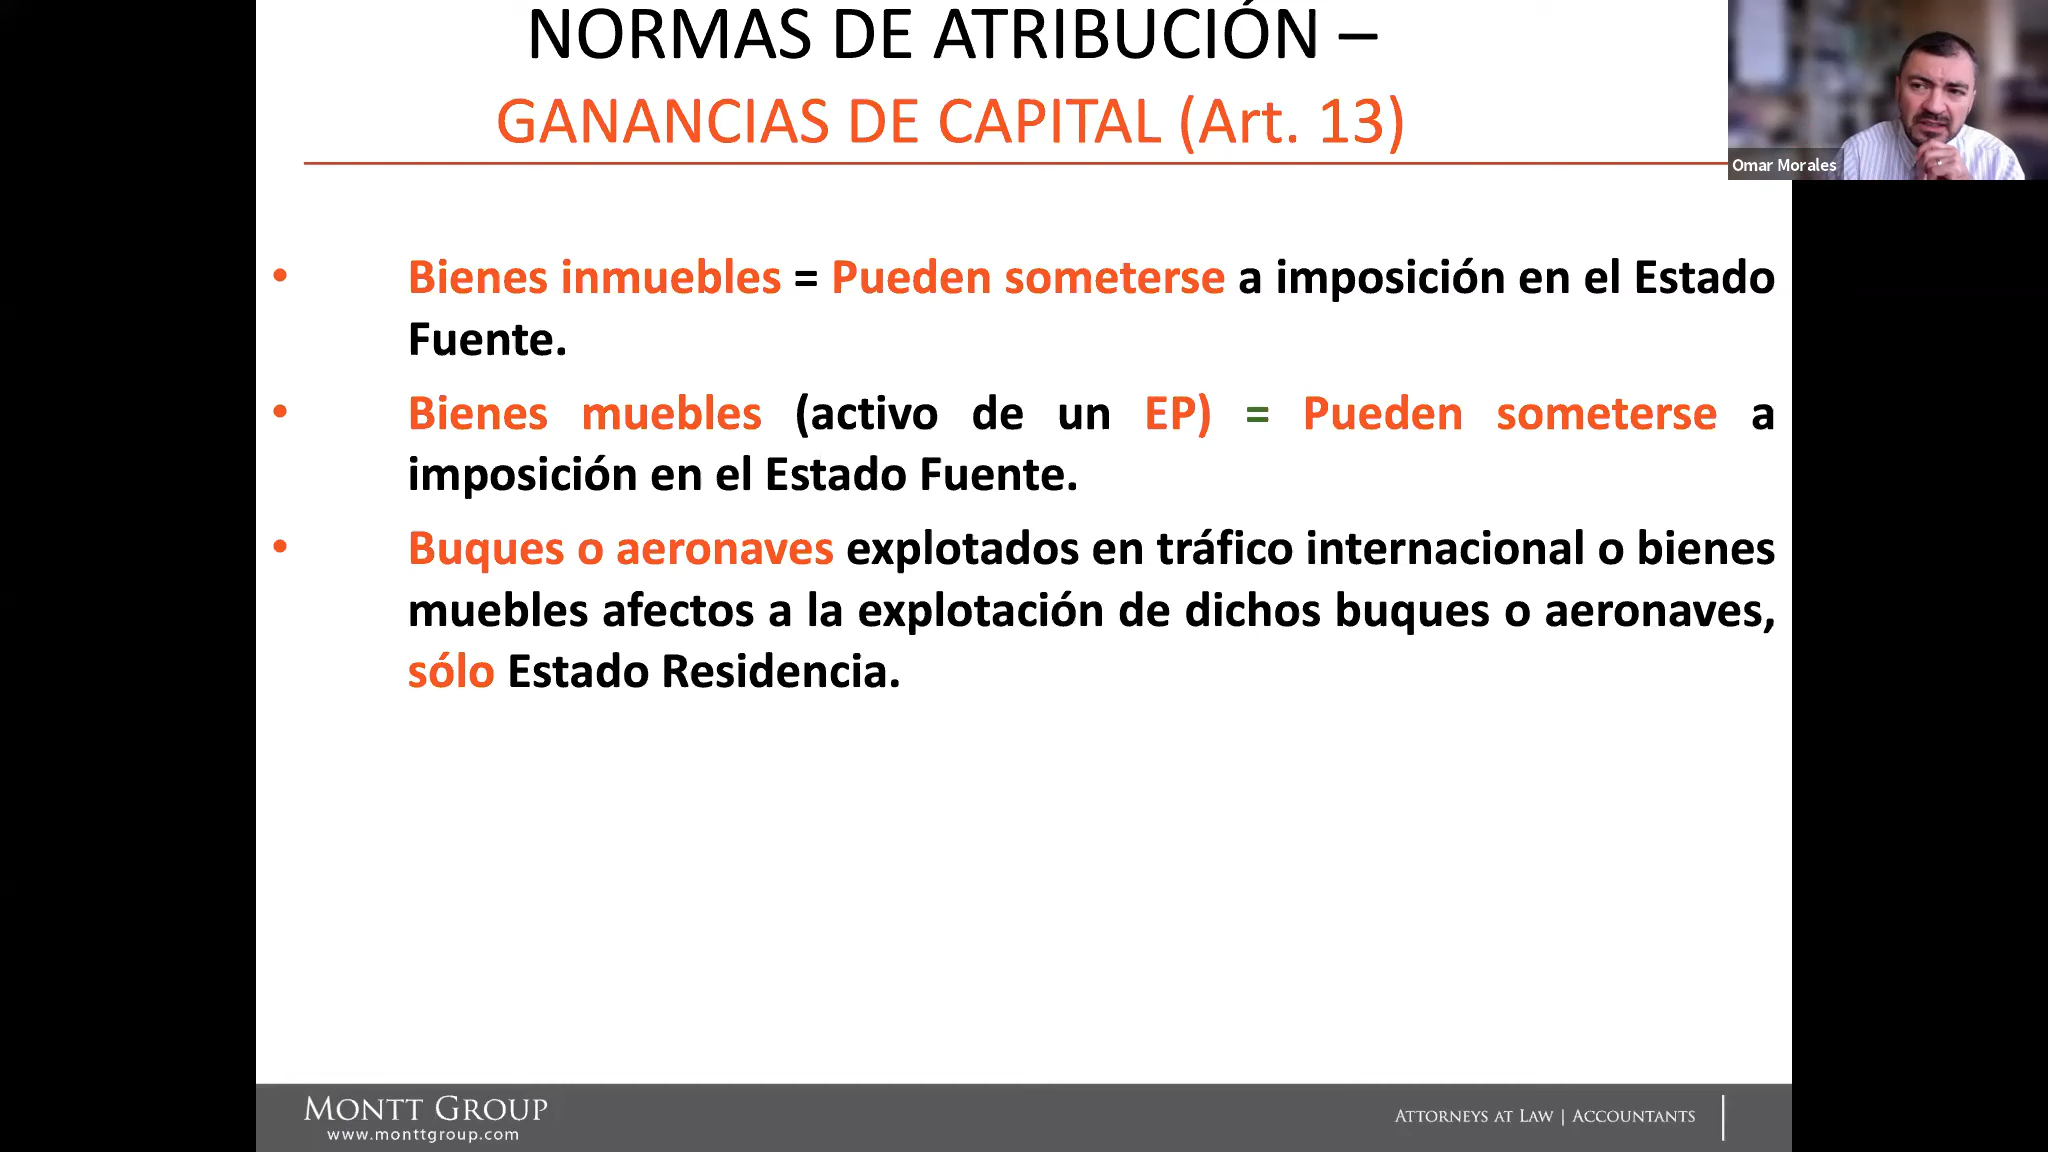 NORMAS DE ATRIBUCIÓN –
GANANCIAS DE CAPITAL (Art. 13)
Omar Morales
• Bienes inmuebles = Pueden someterse a imposición en el Estado
Fuente.
• Bienes muebles (activo de un EP) = Pueden someterse a
imposición en el Estado Fuente.
• Buques o aeronaves explotados en tráfico internacional o bienes
muebles afectos a la explotación de dichos buques o aeronaves,
sólo Estado Residencia.
MONTT GROUP
www.monttgroup.com
ATTORNEYS AT LAW | ACCOUNTANTS